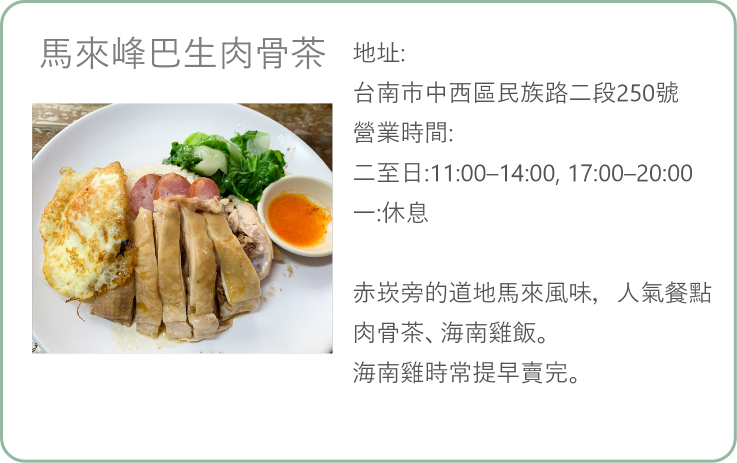 馬來峰巴生肉骨茶
地址:
台南市中西區民族路二段250號
營業時間:
二至日:11:00–14:00, 17:00–20:00
一:休息
赤崁旁的道地馬來風味，人氣餐點
肉骨茶、海南雞飯。
海南雞時常提早賣完。